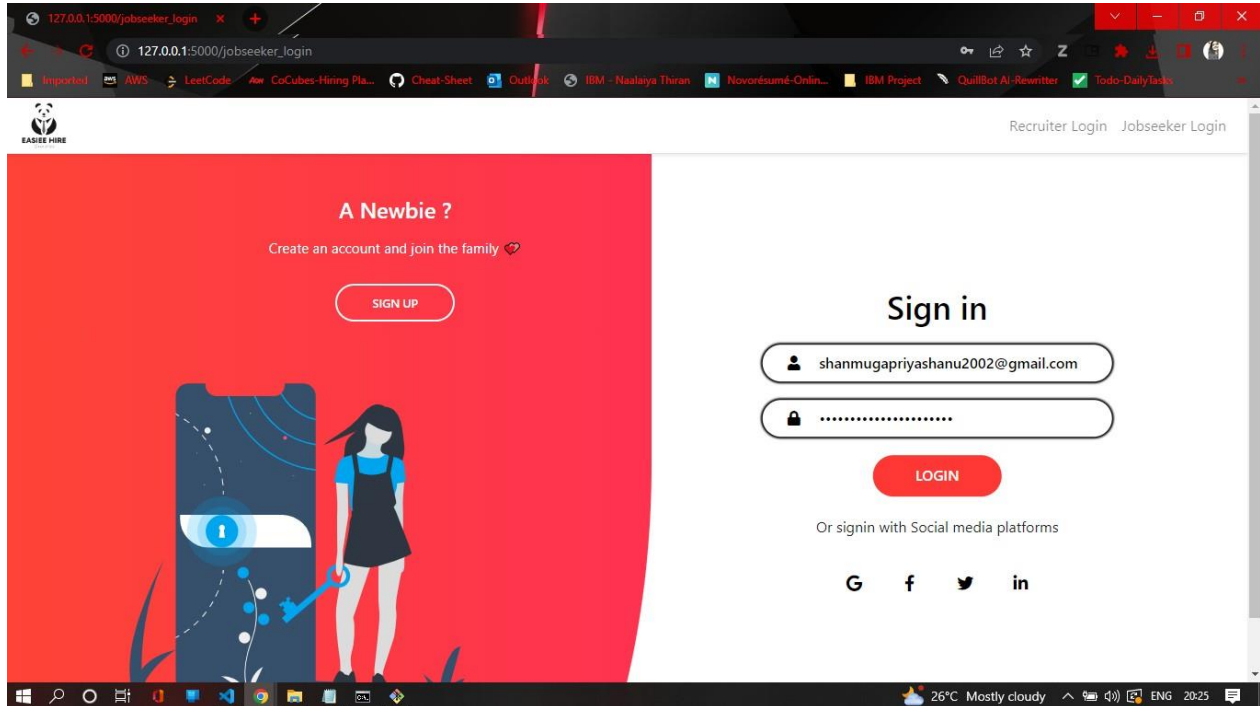 127.0.0.1:5000/jobseeker_login
127.0.0.1:5000/jobseeker_login
Z
Imported aws AWS LeetCode CoCubes-Hiring Pla... Cheat-Sheet Outlook IBM - Naalaiya Thiran N Novorésumé-Onlin... IBM Project QuillBot AI-Rewritter Todo-DailyTasks
EASIEE HIRE
Recruiter Login Jobseeker Login
A Newbie ?
Create an account and join the family
SIGN UP
Sign in
shanmugapriyashanu2002@gmail.com
LOGIN
Or signin with Social media platforms
G f in
26°C Mostly cloudy ENG 20:25